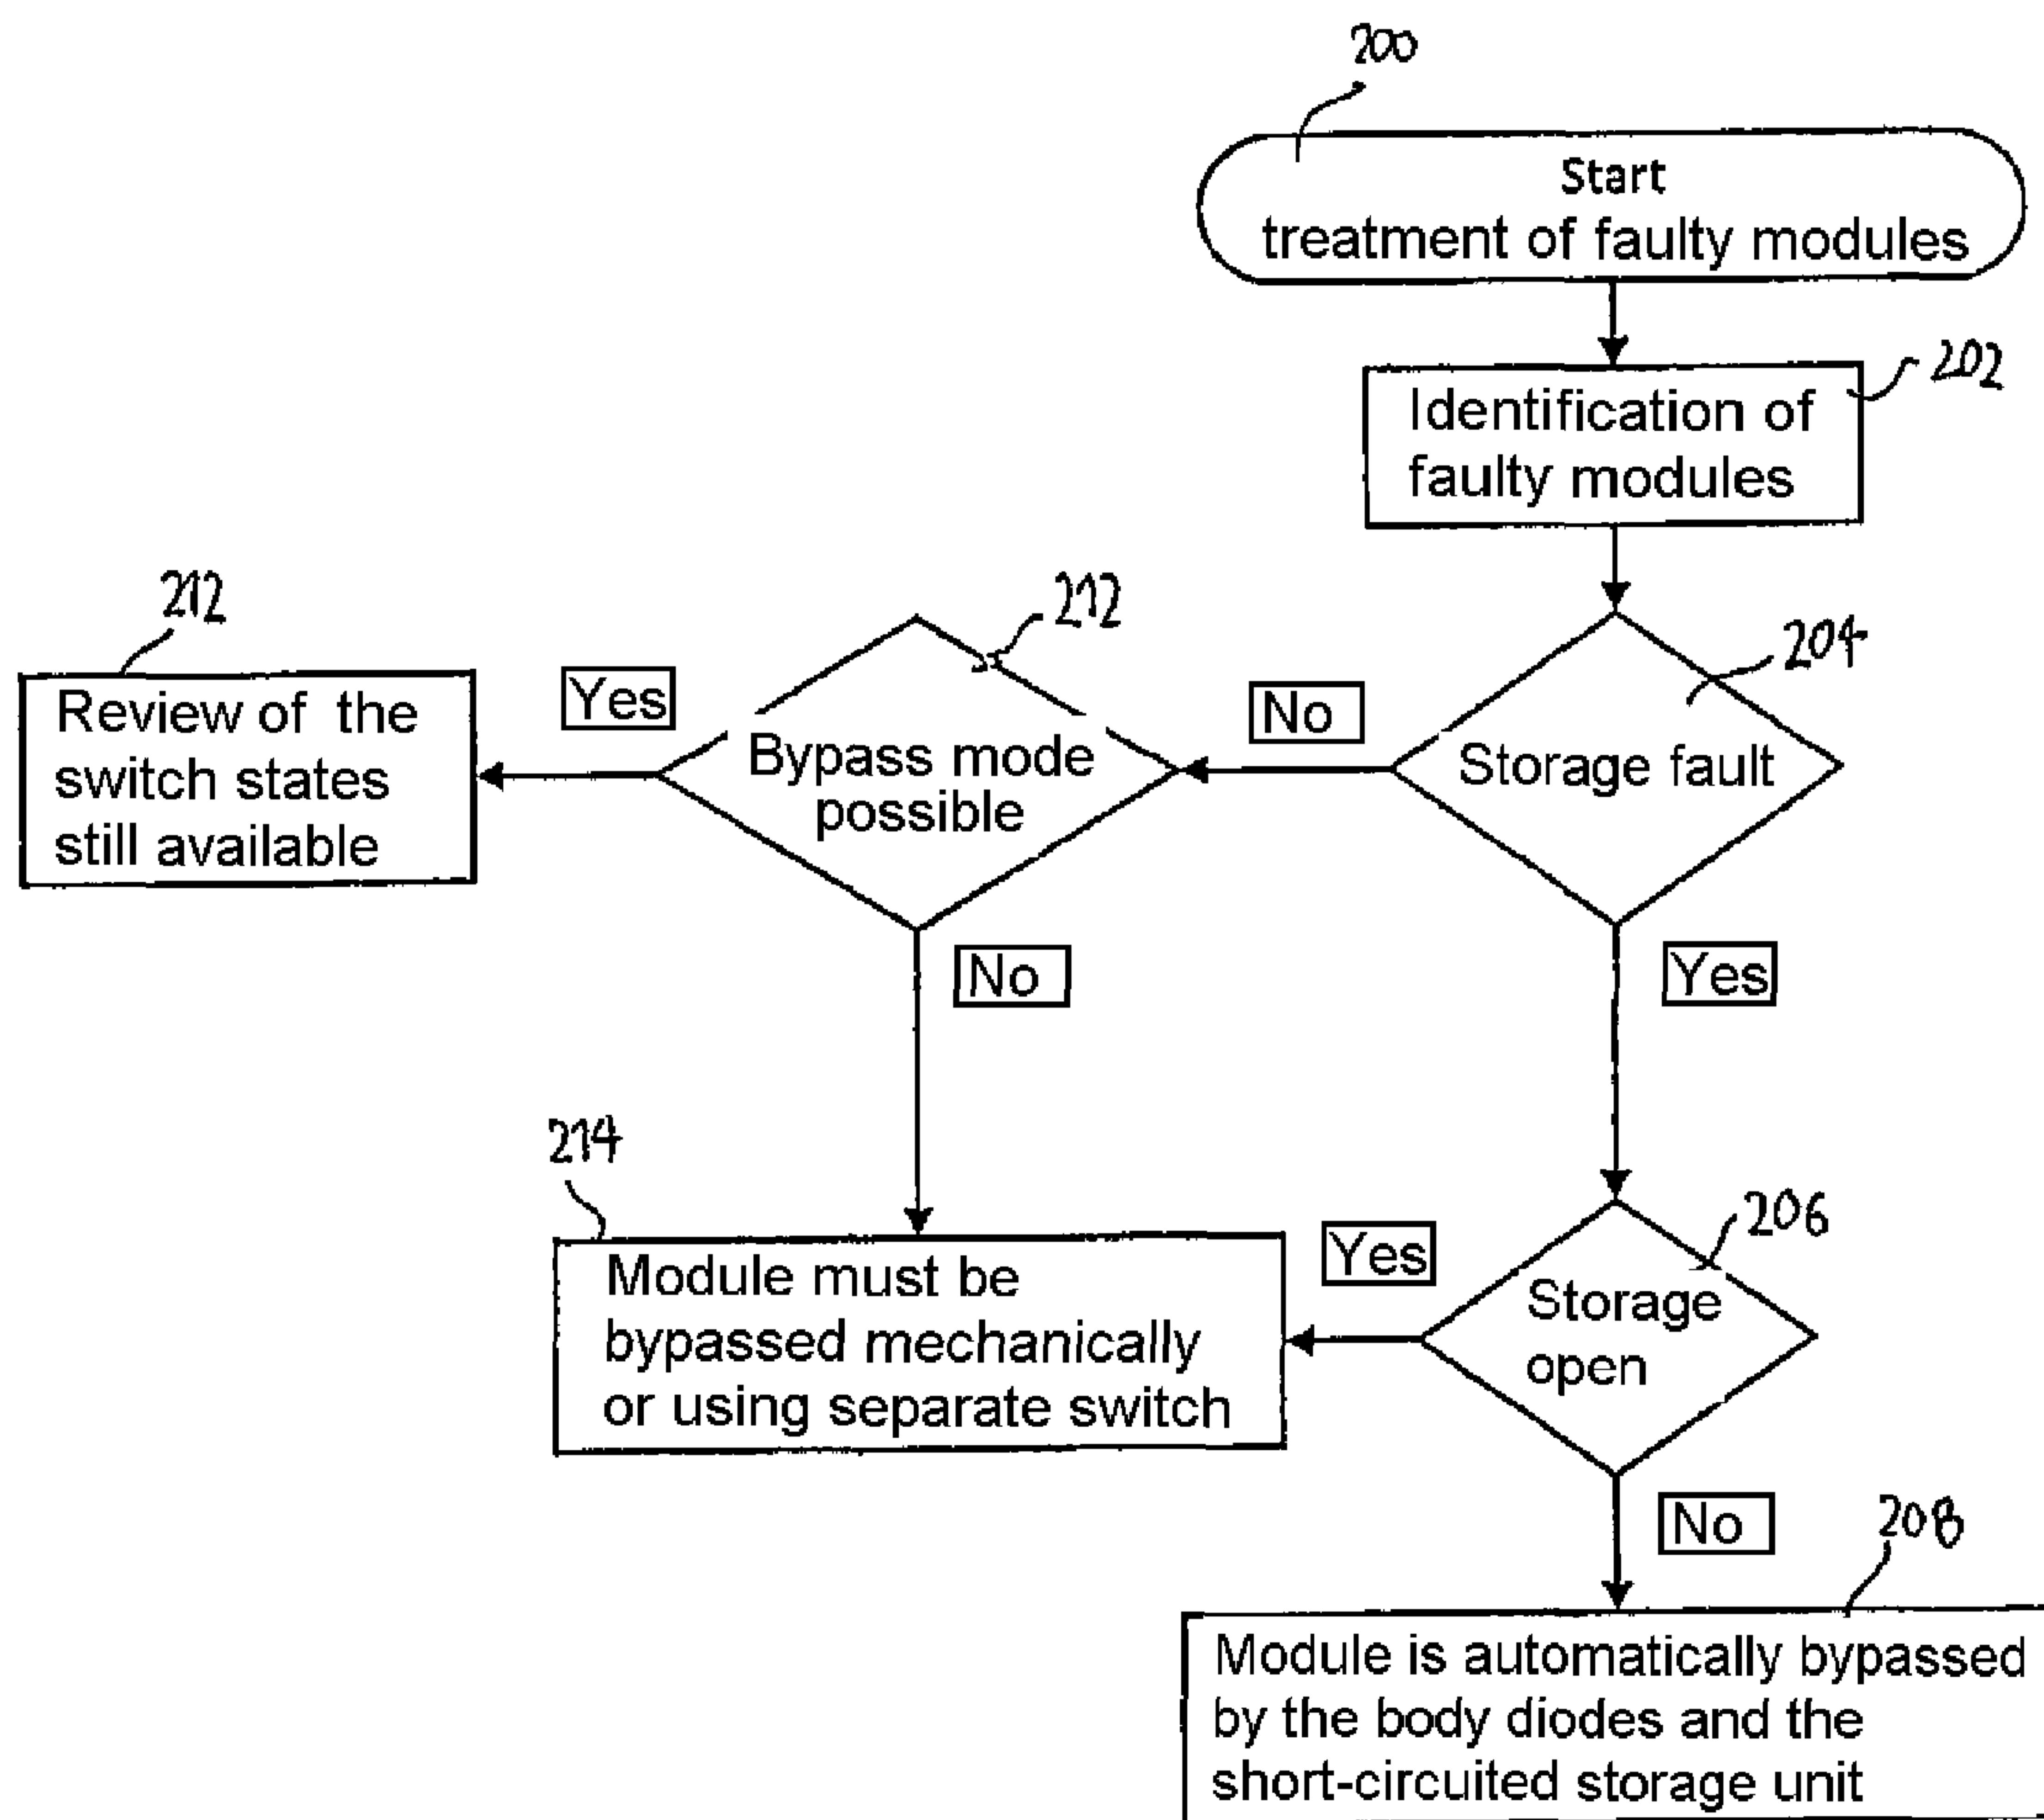 200
Start
treatment of faulty modules
202
Identification of
faulty modules
212
Review of the
switch states
still available
Yes
212
Bypass mode
possible
No
204
Storage fault
No
Yes
214
Module must be
bypassed mechanically
or using separate switch
Yes
206
Storage
open
No
208
Module is automatically bypassed
by the body diodes and the
short-circuited storage unit